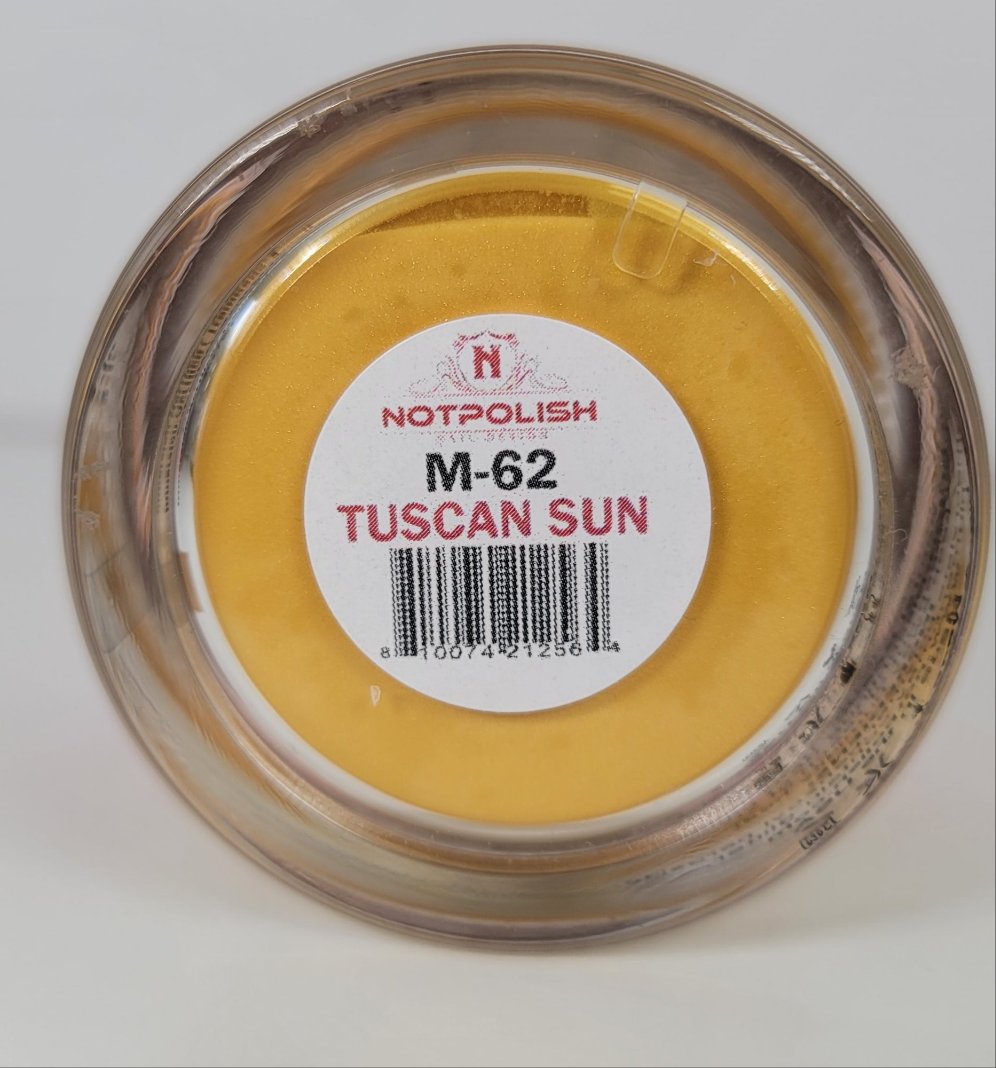 N
NOTPOLISH
M-62
TUSCAN SUN
8 10074 21256 4